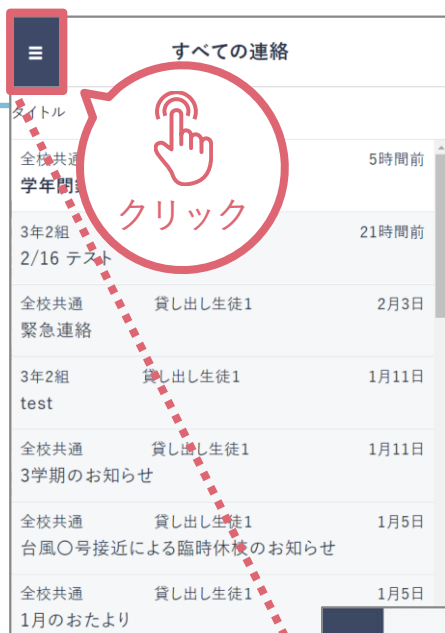 すべての連絡
タイトル
クリック
全校共通 5時間前
学年閉
3年2組 21時間前
2/16 テスト
全校共通 貸し出し生徒1 2月3日
緊急連絡
3年2組 貸し出し生徒1 1月11日
test
全校共通 貸し出し生徒1 1月11日
3学期のお知らせ
全校共通 貸し出し生徒1 1月5日
台風〇号接近による臨時休校のお知らせ
全校共通 貸し出し生徒1 1月5日
1月のおたより